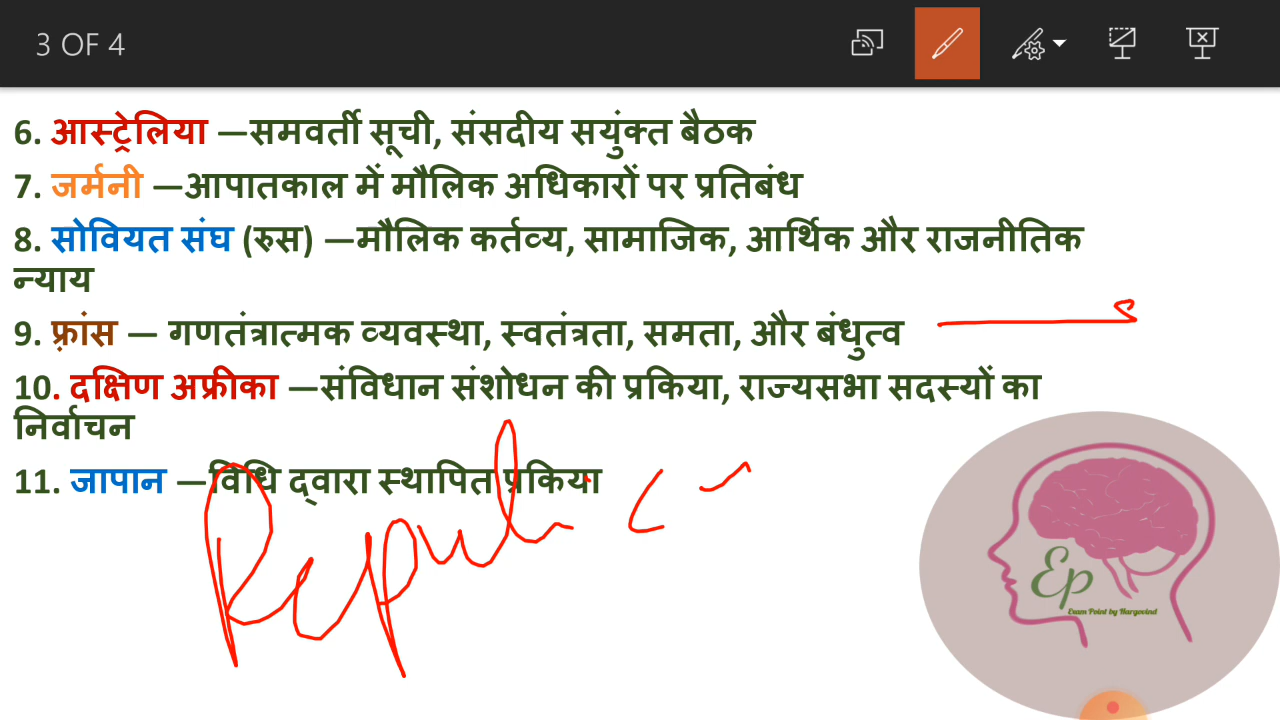 3 OF 4
6. आस्ट्रेलिया —समवर्ती सूची, संसदीय सयुंक्त बैठक
7. जर्मनी —आपातकाल में मौलिक अधिकारों पर प्रतिबंध
8. सोवियत संघ (रुस) —मौलिक कर्तव्य, सामाजिक, आर्थिक और राजनीतिक
न्याय
9. फ़्रांस — गणतंत्रात्मक व्यवस्था, स्वतंत्रता, समता, और बंधुत्व
10. दक्षिण अफ्रीका —संविधान संशोधन की प्रकिया, राज्यसभा सदस्यों का
निर्वाचन
11. जापान —विधि द्वारा स्थापित प्रकिया
Ep
Exam Point by Hargovind